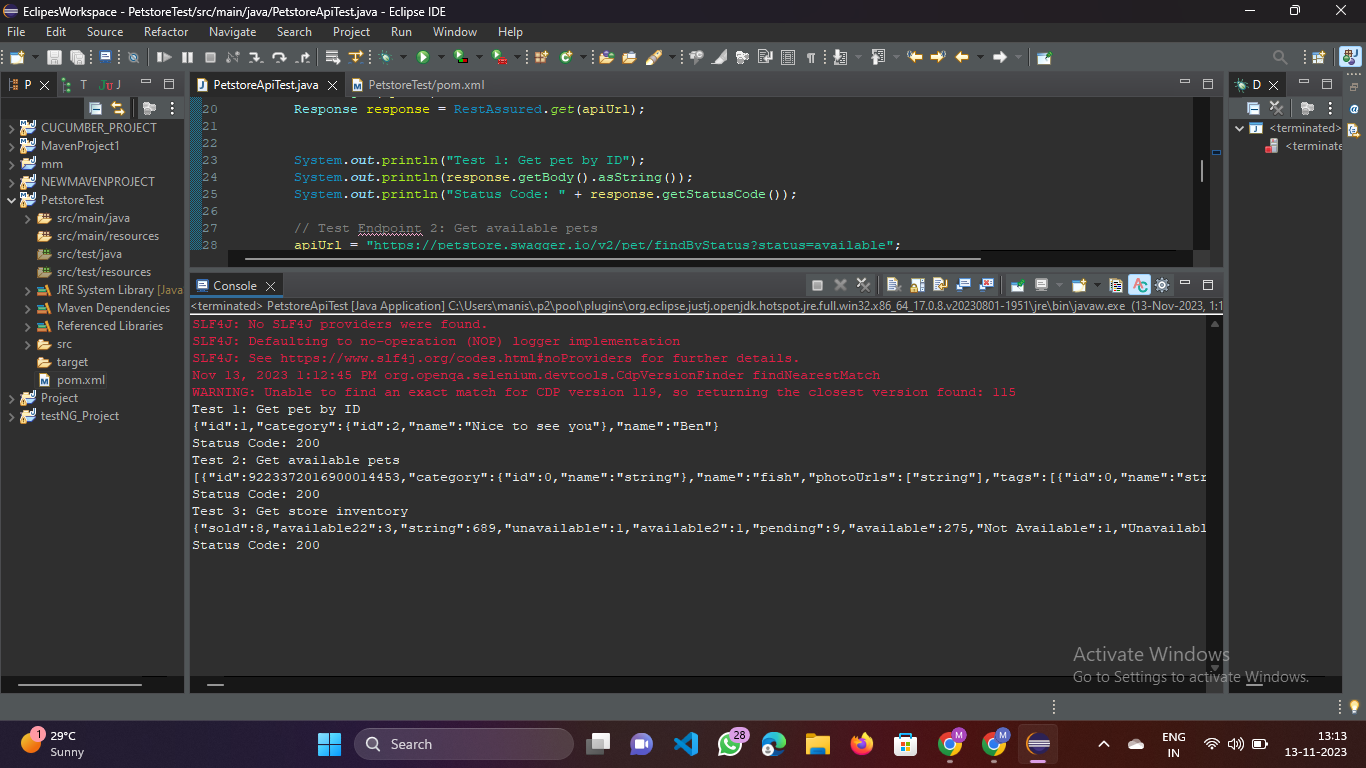 EclipesWorkspace - PetstoreTest/src/main/java/PetstoreApiTest.java - Eclipse IDE
File Edit Source Refactor Navigate Search Project Run Window Help
P T Ju J
PetstoreApiTest.java PetstoreTest/pom.xml D
CUCUMBER_PROJECT
MavenProject1
mm
NEWMAVENPROJECT
PetstoreTest
src/main/java
src/main/resources
src/test/java
src/test/resources
JRE System Library [Java
Maven Dependencies
Referenced Libraries
src
target
pom.xml
Project
testNG_Project
20 Response response = RestAssured.get(apiUrl);
21
22
23 System.out.println("Test 1: Get pet by ID");
24 System.out.println(response.getBody().asString());
25 System.out.println("Status Code: " + response.getStatusCode());
26
27 // Test Endpoint 2: Get available pets
28 apiUrl = "https://petstore.swagger.io/v2/pet/findByStatus?status=available";
<terminated>
<terminate
Console
<terminated> PetstoreApiTest [Java Application] C:\Users\manis\.p2\pool\plugins\org.eclipse.justj.openjdk.hotspot.jre.full.win32.x86_64_17.0.8.v20230801-1951\jre\bin\javaw.exe (13-Nov-2023, 1:1
SLF4J: No SLF4J providers were found.
SLF4J: Defaulting to no-operation (NOP) logger implementation
SLF4J: See https://www.slf4j.org/codes.html#noProviders for further details.
Nov 13, 2023 1:12:45 PM org.openqa.selenium.devtools.CdpVersionFinder findNearestMatch
WARNING: Unable to find an exact match for CDP version 119, so returning the closest version found: 115
Test 1: Get pet by ID
{"id":1,"category":{"id":2,"name":"Nice to see you"},"name":"Ben"}
Status Code: 200
Test 2: Get available pets
[{"id":9223372016900014453,"category":{"id":0,"name":"string"},"name":"fish","photoUrls":["string"],"tags":[{"id":0,"name":"str
Status Code: 200
Test 3: Get store inventory
{"sold":8,"available22":3,"string":689,"unavailable":1,"available2":1,"pending":9,"available":275,"Not Available":1,"Unavailabl
Status Code: 200
Activate Windows
Go to Settings to activate Windows.
1
29°C
Sunny
Search
28
M
M
ENG
IN
13:13
13-11-2023